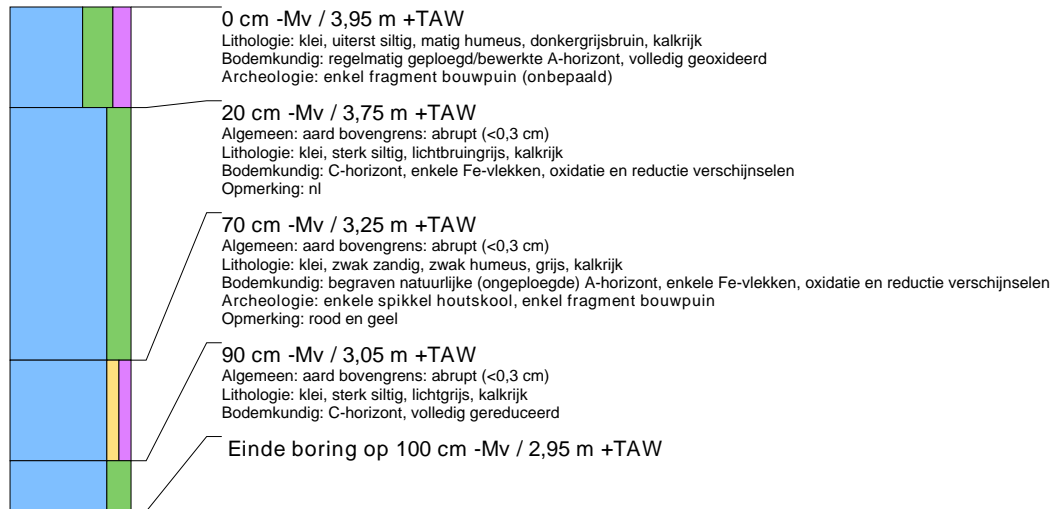 0 cm -Mv / 3,95 m +TAW
Lithologie: klei, uiterst siltig, matig humeus, donkergrijsbruin, kalkrijk
Bodemkundig: regelmatig geploegd/bewerkte A-horizont, volledig geoxideerd
Archeologie: enkel fragment bouwpuin (onbepaald)
20 cm -Mv / 3,75 m +TAW
Algemeen: aard bovengrens: abrupt (<0,3 cm)
Lithologie: klei, sterk siltig, lichtbruingrijs, kalkrijk
Bodemkundig: C-horizont, enkele Fe-vlekken, oxidatie en reductie verschijnselen
Opmerking: nl
70 cm -Mv / 3,25 m +TAW
Algemeen: aard bovengrens: abrupt (<0,3 cm)
Lithologie: klei, zwak zandig, zwak humeus, grijs, kalkrijk
Bodemkundig: begraven natuurlijke (ongeploegde) A-horizont, enkele Fe-vlekken, oxidatie en reductie verschijnselen
Archeologie: enkele spikkel houtskool, enkel fragment bouwpuin
Opmerking: rood en geel
90 cm -Mv / 3,05 m +TAW
Algemeen: aard bovengrens: abrupt (<0,3 cm)
Lithologie: klei, sterk siltig, lichtgrijs, kalkrijk
Bodemkundig: C-horizont, volledig gereduceerd
Einde boring op 100 cm -Mv / 2,95 m +TAW